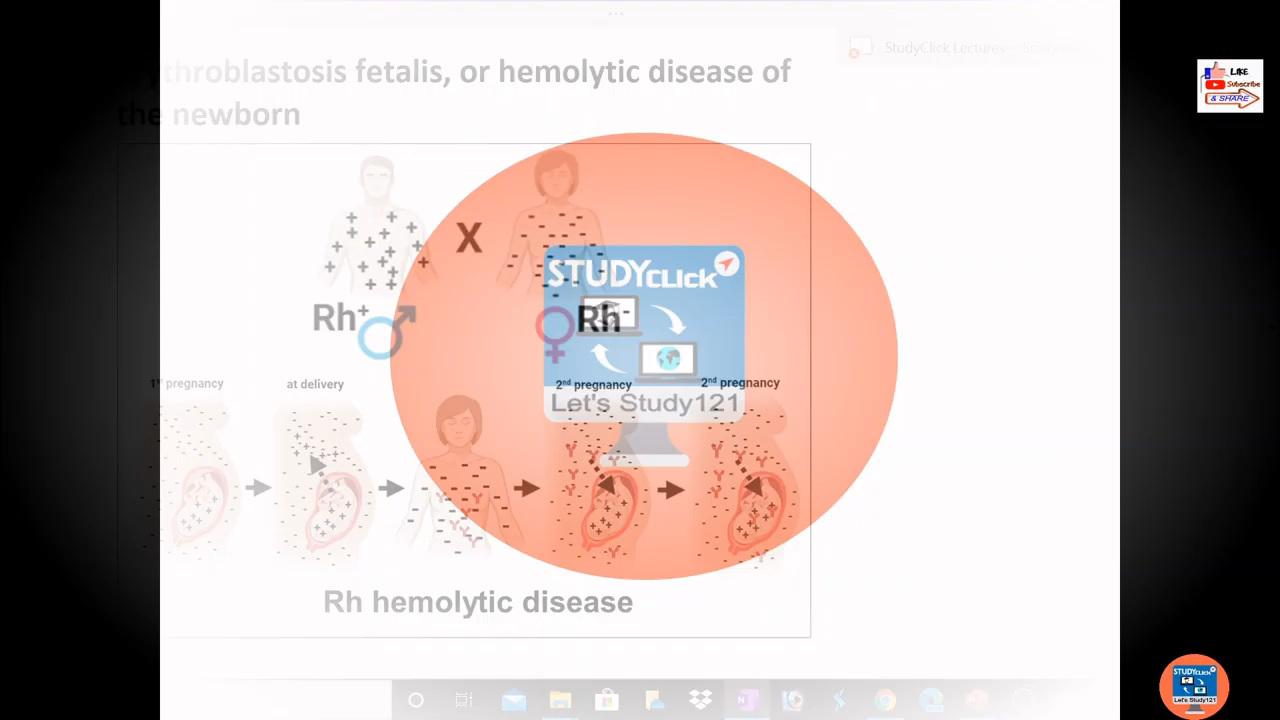 throblastosis fetalis, or hemolytic disease of
the newborn
StudyClick Lectures
LIKE
Subscribe
& SHARE
X
STUDYCLICK
Rh+
Rh-
1st pregnancy
at delivery
2nd pregnancy
2nd pregnancy
Let's Study121
Rh hemolytic disease
STUDYCLICK
Let's Study121